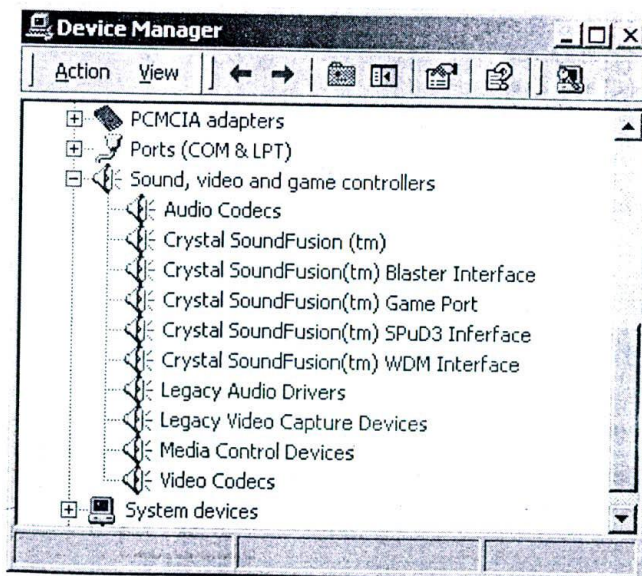 Device Manager
Action View
PCMCIA adapters
Ports (COM & LPT)
Sound, video and game controllers
Audio Codecs
Crystal SoundFusion (tm)
Crystal SoundFusion(tm) Blaster Interface
Crystal SoundFusion(tm) Game Port
Crystal SoundFusion(tm) SPuD3 Inferface
Crystal SoundFusion(tm) WDM Interface
Legacy Audio Drivers
Legacy Video Capture Devices
Media Control Devices
Video Codecs
System devices